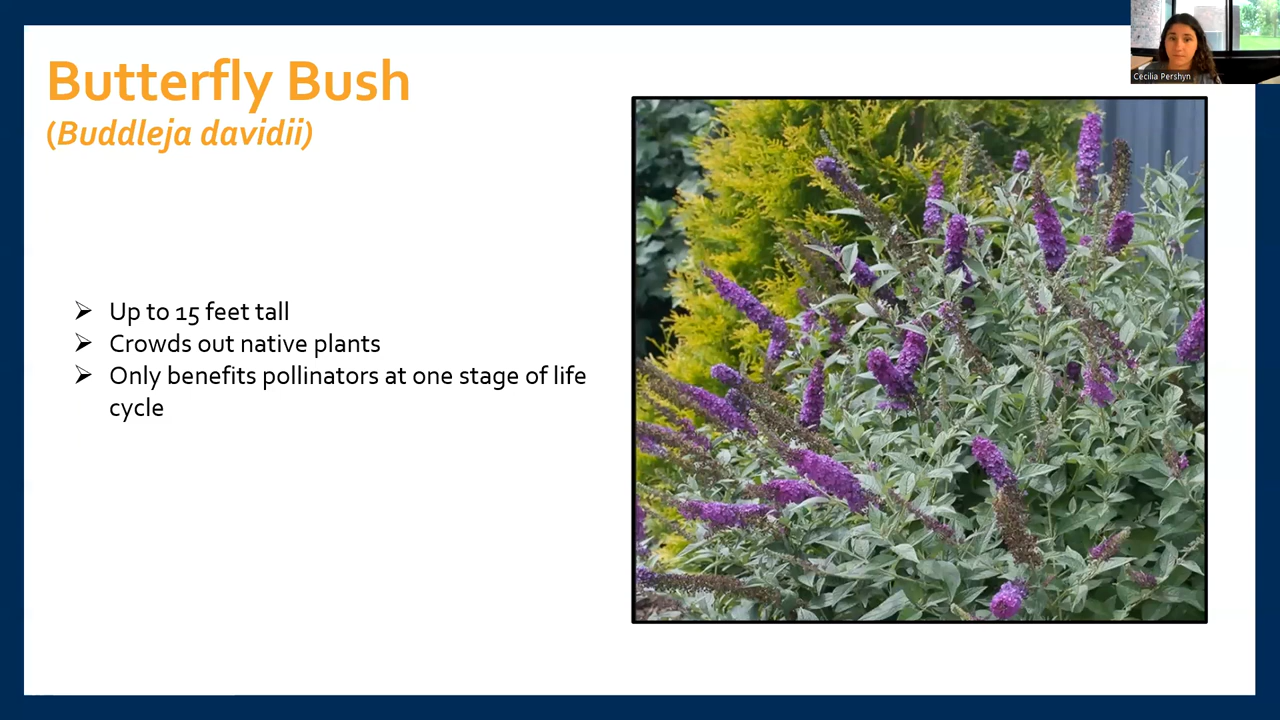 Butterfly Bush
(Buddleja davidii)
Cecilia Pershyn
➢ Up to 15 feet tall
➢ Crowds out native plants
➢ Only benefits pollinators at one stage of life
cycle